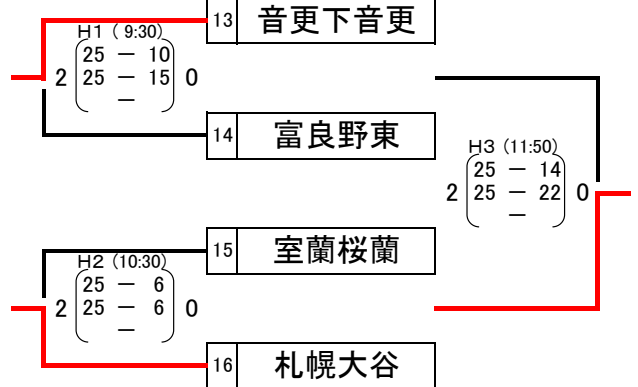 13 音更下音更
H1 (9:30)
25 － 10
2 25 － 15 0
－
14 富良野東
H3 (11:50)
25 － 14
2 25 － 22 0
－
15 室蘭桜蘭
H2 (10:30)
25 － 6
2 25 － 6 0
－
16 札幌大谷